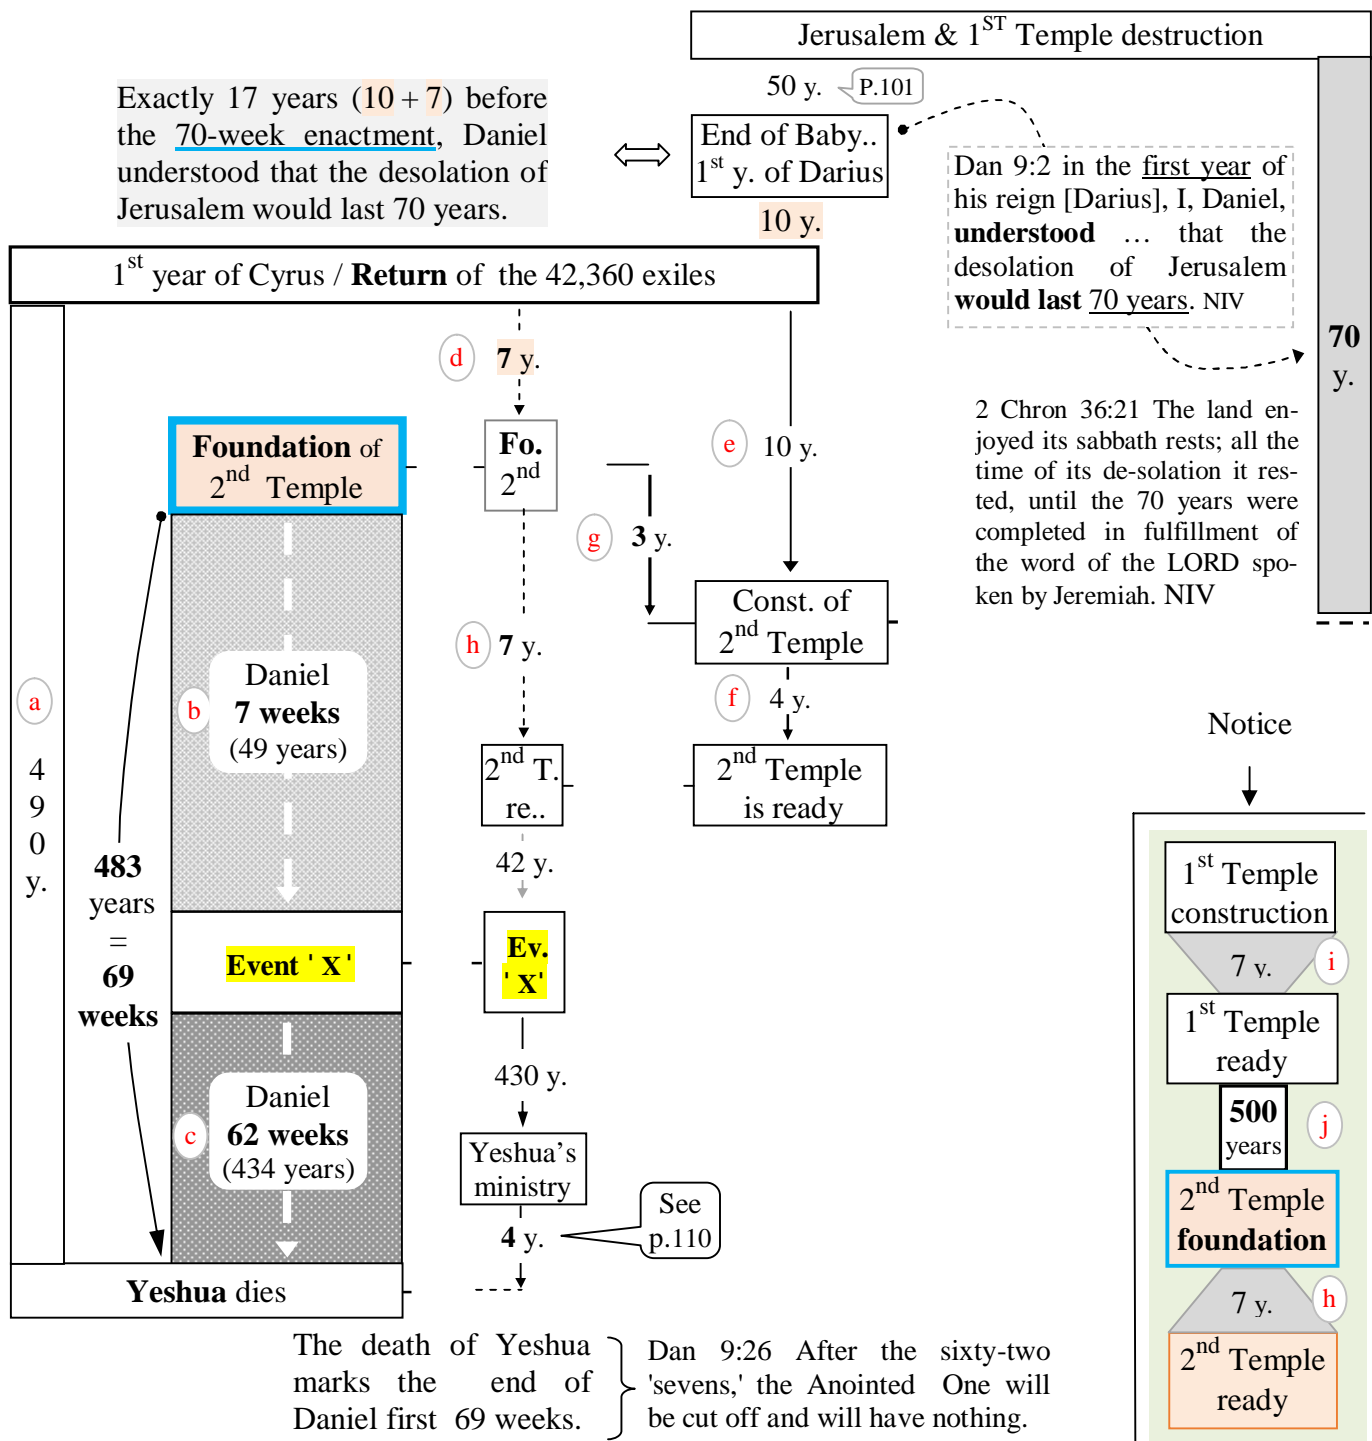 Jerusalem & 1ST Temple destruction
50 y.
P.101
Exactly 17 years (10 + 7) before
the 70-week enactment, Daniel
understood that the desolation of
Jerusalem would last 70 years.
End of Baby..
1st y. of Darius
10 y.
Dan 9:2 in the first year of
his reign [Darius], I, Daniel,
understood … that the
desolation of Jerusalem
would last 70 years. NIV
70
y.
1st year of Cyrus / Return of the 42,360 exiles
d
7 y.
2 Chron 36:21 The land en-
joyed its sabbath rests; all the
time of its de-solation it res-
ted, until the 70 years were
completed in fulfillment of
the word of the LORD spo-
ken by Jeremiah. NIV
Foundation of
2nd Temple
Fo.
2nd
e
10 y.
g
3 y.
Const. of
2nd Temple
h
7 y.
a
4
9
0
y.
b
Daniel
7 weeks
(49 years)
f
4 y.
2nd T.
re..
2nd Temple
is ready
42 y.
483
years
=
69
weeks
Event ' X'
Ev.
' X'
430 y.
c
Daniel
62 weeks
(434 years)
Yeshua's
ministry
4 y.
See
p.110
Yeshua dies
The death of Yeshua
marks the end of
Daniel first 69 weeks.
Dan 9:26 After the sixty-two
'sevens,' the Anointed One will
be cut off and will have nothing.
Notice
1st Temple
construction
7 y.
i
1st Temple
ready
500
years
j
2nd Temple
foundation
7 y.
h
2nd Temple
ready